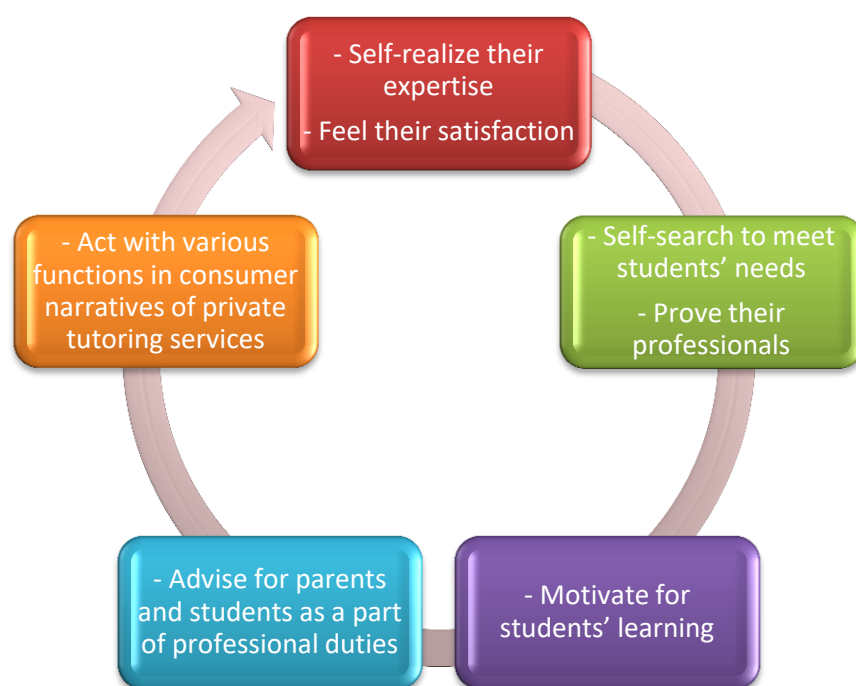 - Self-realize their
expertise
- Feel their satisfaction
- Self-search to meet
students’ needs
- Prove their
professionals
- Motivate for
students’ learning
- Advise for parents
and students as a part
of professional duties
- Act with various
functions in consumer
narratives of private
tutoring services